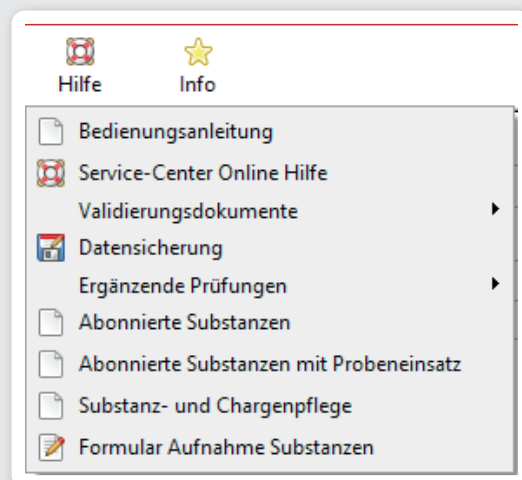 Hilfe Info
Bedienungsanleitung
Service-Center Online Hilfe
Validierungsdokumente
Datensicherung
Ergänzende Prüfungen
Abonnierte Substanzen
Abonnierte Substanzen mit Probeneinsatz
Substanz- und Chargenpflege
Formular Aufnahme Substanzen